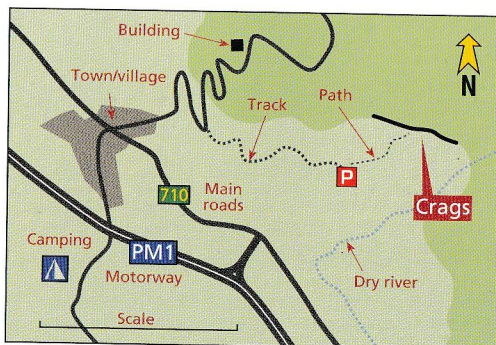 Building
Town/village
Track
Path
N
P
710
Main
roads
Crags
Camping
PM1
Motorway
Dry river
Scale